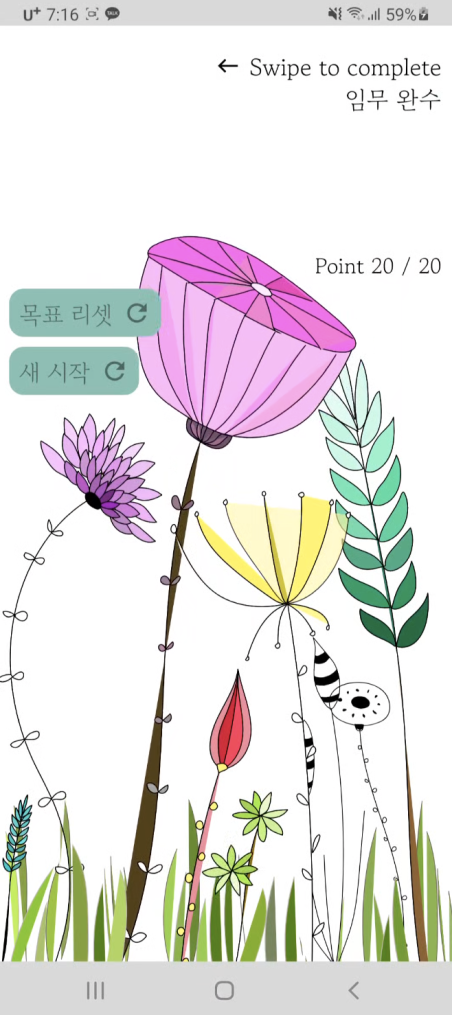 U+ 7:16 TALK 59%
← Swipe to complete
임무 완수
Point 20 / 20
목표 리셋
새 시작